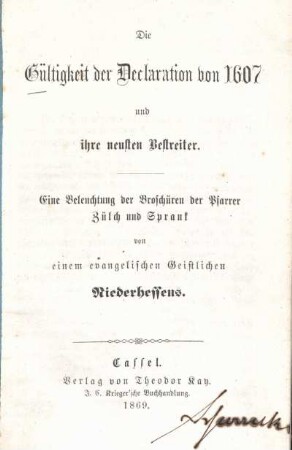 Die
Gültigkeit der Declaration von 1607
und
ihre neusten Bestreiter.
Eine Beleuchtung der Broschüren der Pfarrer
Zülch und Sprank
von
einem evangelischen Geistlichen
Niederhessens.
Cassel.
Verlag von Theodor Kay.
J. C. Krieger'sche Buchhandlung.
1869.